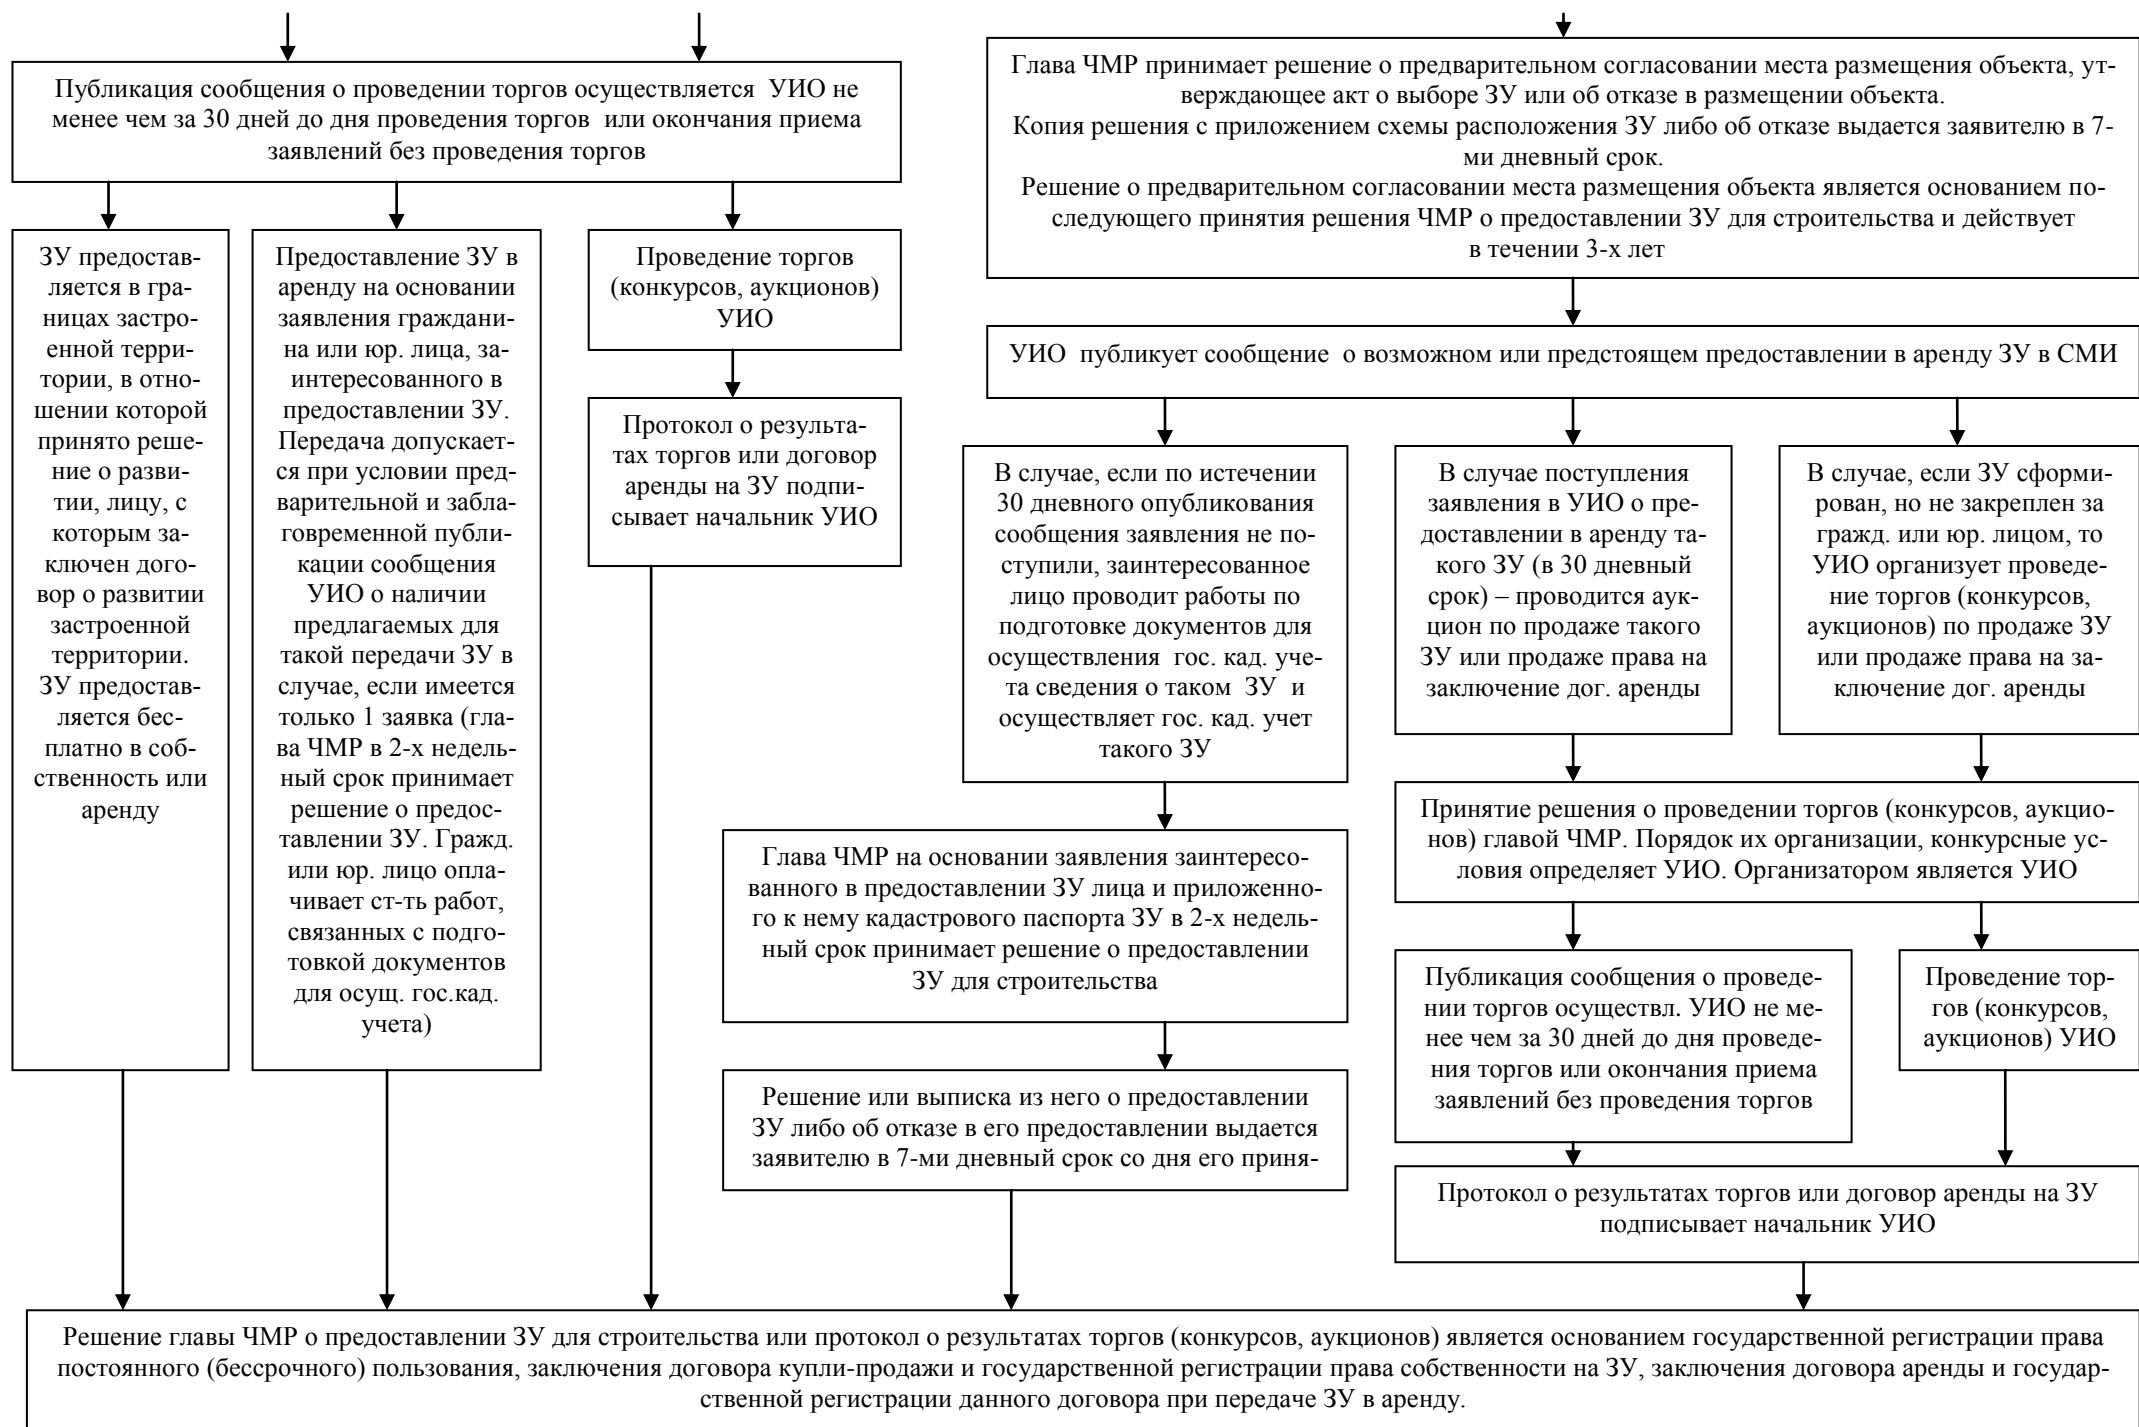 Публикация сообщения о проведении торгов осуществляется УИО не
менее чем за 30 дней до дня проведения торгов или окончания приема
заявлений без проведения торгов
ЗУ предостав-
ляется в гра-
ницах застро-
енной терри-
тории, в отно-
шении которой
принято реше-
ние о разви-
тии, лицу, с
которым за-
ключен дого-
вор о развитии
застроенной
территории.
ЗУ предостав-
ляется бес-
платно в соб-
ственность или
аренду
Предоставление ЗУ в
аренду на основании
заявления граждани-
на или юр. лица, за-
интересованного в
предоставлении ЗУ.
Передача допускает-
ся при условии пред-
варительной и забла-
говременной публи-
кации сообщения
УИО о наличии
предлагаемых для
такой передачи ЗУ в
случае, если имеется
только 1 заявка (гла-
ва ЧМР в 2-х недель-
ный срок принимает
решение о предос-
тавлении ЗУ. Гражд.
или юр. лицо опла-
чивает ст-ть работ,
связанных с подго-
товкой документов
для осущ. гос.кад.
учета)
Проведение торгов
(конкурсов, аукционов)
УИО
Протокол о результа-
тах торгов или договор
аренды на ЗУ подпи-
сывает начальник УИО
Глава ЧМР принимает решение о предварительном согласовании места размещения объекта, ут-
верждающее акт о выборе ЗУ или об отказе в размещении объекта.
Копия решения с приложением схемы расположения ЗУ либо об отказе выдается заявителю в 7-
ми дневный срок.
Решение о предварительном согласовании места размещения объекта является основанием по-
следующего принятия решения ЧМР о предоставлении ЗУ для строительства и действует
в течении 3-х лет
УИО публикует сообщение о возможном или предстоящем предоставлении в аренду ЗУ в СМИ
В случае, если по истечении
30 дневного опубликования
сообщения заявления не по-
ступили, заинтересованное
лицо проводит работы по
подготовке документов для
осуществления гос. кад. уче-
та сведения о таком ЗУ и
осуществляет гос. кад. учет
такого ЗУ
Глава ЧМР на основании заявления заинтересо-
ванного в предоставлении ЗУ лица и приложенно-
го к нему кадастрового паспорта ЗУ в 2-х недель-
ный срок принимает решение о предоставлении
ЗУ для строительства
Решение или выписка из него о предоставлении
ЗУ либо об отказе в его предоставлении выдается
заявителю в 7-ми дневный срок со дня его приня-
В случае поступления
заявления в УИО о пре-
доставлении в аренду та-
кого ЗУ (в 30 дневный
срок) – проводится аук-
цион по продаже такого
ЗУ или продаже права на
заключение дог. аренды
В случае, если ЗУ сформи-
рован, но не закреплен за
гражд. или юр. лицом, то
УИО организует проведе-
ние торгов (конкурсов,
аукционов) по продаже ЗУ
или продаже права на за-
ключение дог. аренды
Принятие решения о проведении торгов (конкурсов, аукцио-
нов) главой ЧМР. Порядок их организации, конкурсные ус-
ловия определяет УИО. Организатором является УИО
Публикация сообщения о проведе-
нии торгов осуществл. УИО не ме-
нее чем за 30 дней до дня проведе-
ния торгов или окончания приема
заявлений без проведения торгов
Проведение тор-
гов (конкурсов,
аукционов) УИО
Протокол о результатах торгов или договор аренды на ЗУ
подписывает начальник УИО
Решение главы ЧМР о предоставлении ЗУ для строительства или протокол о результатах торгов (конкурсов, аукционов) является основанием государственной регистрации права
постоянного (бессрочного) пользования, заключения договора купли-продажи и государственной регистрации права собственности на ЗУ, заключения договора аренды и государ-
ственной регистрации данного договора при передаче ЗУ в аренду.